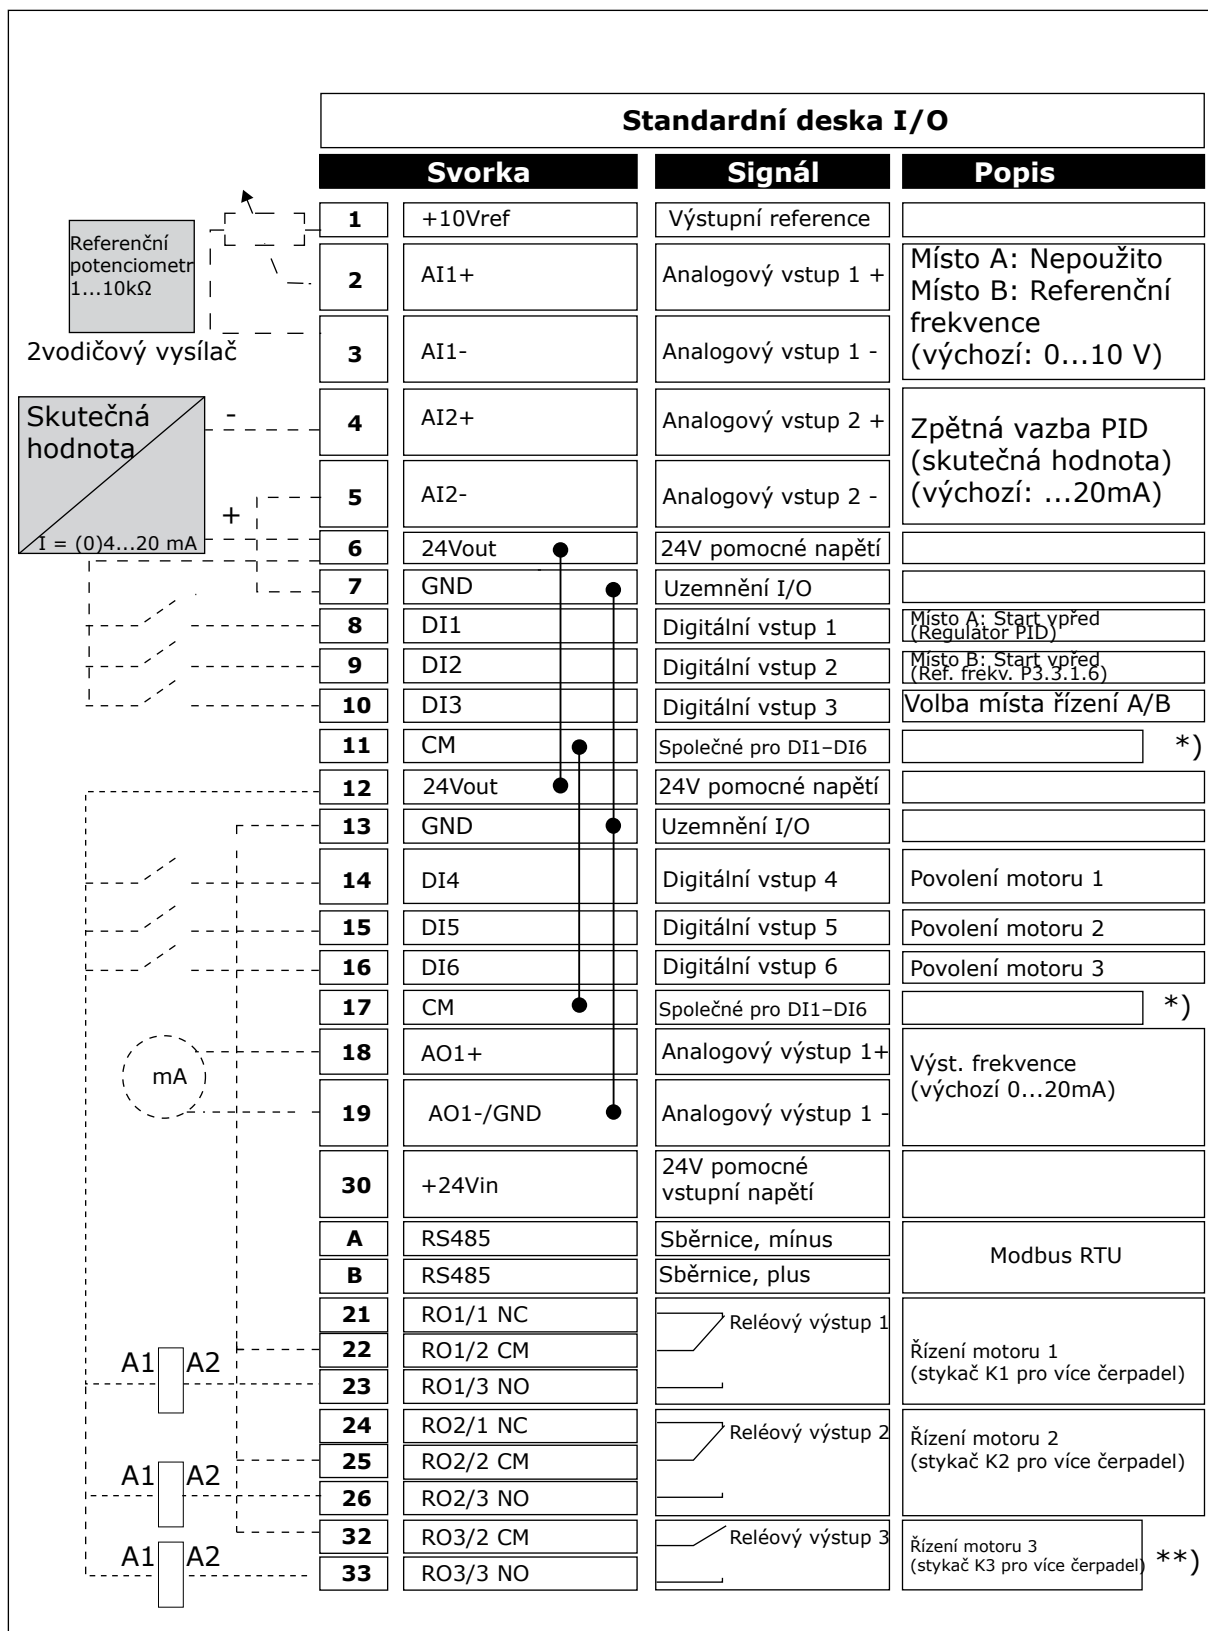 Standardní deska I/O
Svorka Signál Popis
1 +10Vref Výstupní reference
Referenční
potenciometr
1...10kΩ
2 AI1+ Analogový vstup 1 +
Místo A: Nepoužito
Místo B: Referenční
frekvence
(výchozí: 0...10 V)
3 AI1- Analogový vstup 1 -
2vodičový vysílač
Skutečná
hodnota
I = (0)4...20 mA
-
+
4 AI2+ Analogový vstup 2 +
Zpětná vazba PID
(skutečná hodnota)
(výchozí: ...20mA)
5 AI2- Analogový vstup 2 -
6 24Vout 24V pomocné napětí
7 GND Uzemnění I/O
8 DI1 Digitální vstup 1
Místo A: Start vpřed
(Regulátor PID)
9 DI2 Digitální vstup 2
Místo B: Start vpřed
(Ref. frekv. P3.3.1.6)
10 DI3 Digitální vstup 3 Volba místa řízení A/B
11 CM Společné pro DI1–DI6 *)
12 24Vout 24V pomocné napětí
13 GND Uzemnění I/O
14 DI4 Digitální vstup 4 Povolení motoru 1
15 DI5 Digitální vstup 5 Povolení motoru 2
16 DI6 Digitální vstup 6 Povolení motoru 3
17 CM Společné pro DI1–DI6 *)
18 AO1+ Analogový výstup 1+
Výst. frekvence
(výchozí 0...20mA)
mA
19 AO1-/GND Analogový výstup 1 -
30 +24Vin
24V pomocné
vstupní napětí
A RS485 Sběrnice, mínus
Modbus RTU
B RS485 Sběrnice, plus
21 RO1/1 NC Reléový výstup 1
22 RO1/2 CM
Řízení motoru 1
(stykač K1 pro více čerpadel)
A1 A2
23 RO1/3 NO
24 RO2/1 NC Reléový výstup 2
25 RO2/2 CM
Řízení motoru 2
(stykač K2 pro více čerpadel)
A1 A2
26 RO2/3 NO
32 RO3/2 CM Reléový výstup 3
Řízení motoru 3
(stykač K3 pro více čerpadel) **)
A1 A2
33 RO3/3 NO